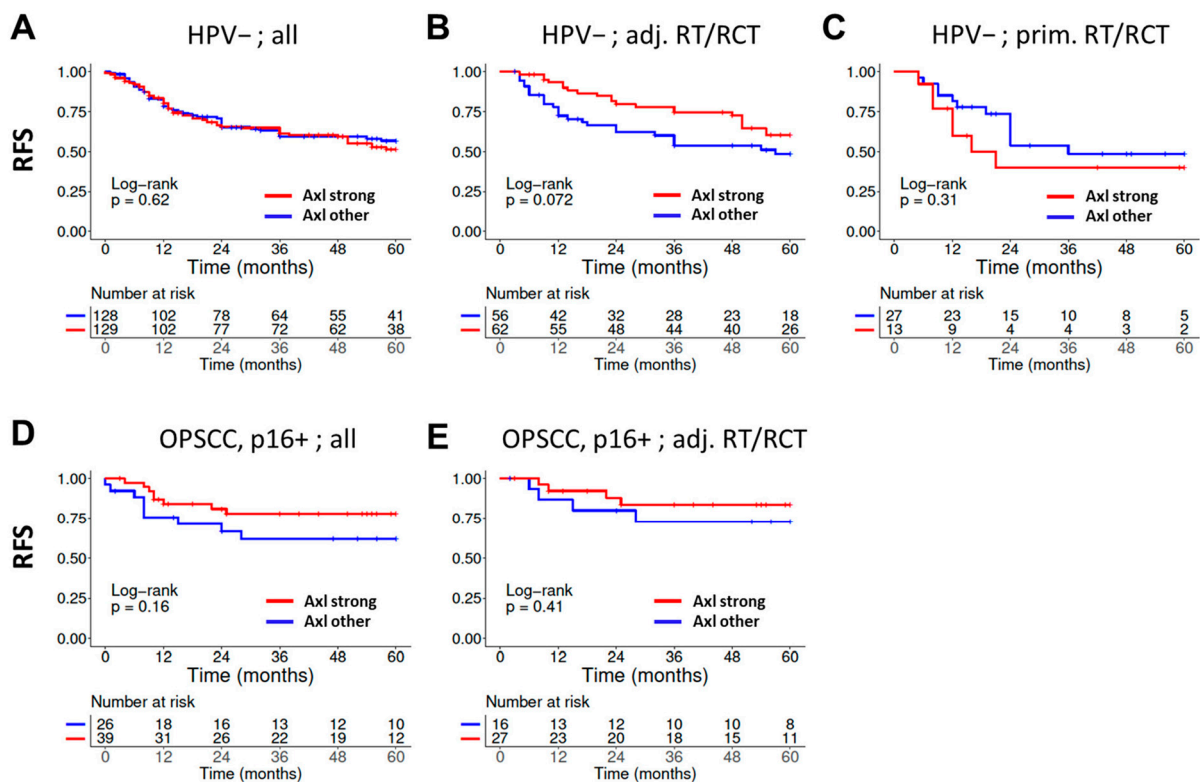 A HPV− ; all
RFS
1.00
0.75
0.50
0.25
0.00
Log−rank
p = 0.62
Axl strong
Axl other
0 12 24 36 48 60
Time (months)
Number at risk
128 102 78 64 55 41
129 102 77 72 62 38
0 12 24 36 48 60
Time (months)
B HPV− ; adj. RT/RCT
1.00
0.75
0.50
0.25
0.00
Log−rank
p = 0.072
Axl strong
Axl other
0 12 24 36 48 60
Time (months)
Number at risk
56 42 32 28 23 18
62 55 48 44 40 26
0 12 24 36 48 60
Time (months)
C HPV− ; prim. RT/RCT
1.00
0.75
0.50
0.25
0.00
Log−rank
p = 0.31
Axl strong
Axl other
0 12 24 36 48 60
Time (months)
Number at risk
27 23 15 10 8 5
13 9 4 4 3 2
0 12 24 36 48 60
Time (months)
D OPSCC, p16+ ; all
RFS
1.00
0.75
0.50
0.25
0.00
Log−rank
p = 0.16
Axl strong
Axl other
0 12 24 36 48 60
Time (months)
Number at risk
26 18 16 13 12 10
39 31 26 22 19 12
0 12 24 36 48 60
Time (months)
E OPSCC, p16+ ; adj. RT/RCT
1.00
0.75
0.50
0.25
0.00
Log−rank
p = 0.41
Axl strong
Axl other
0 12 24 36 48 60
Time (months)
Number at risk
16 13 12 10 10 8
27 23 20 18 15 11
0 12 24 36 48 60
Time (months)